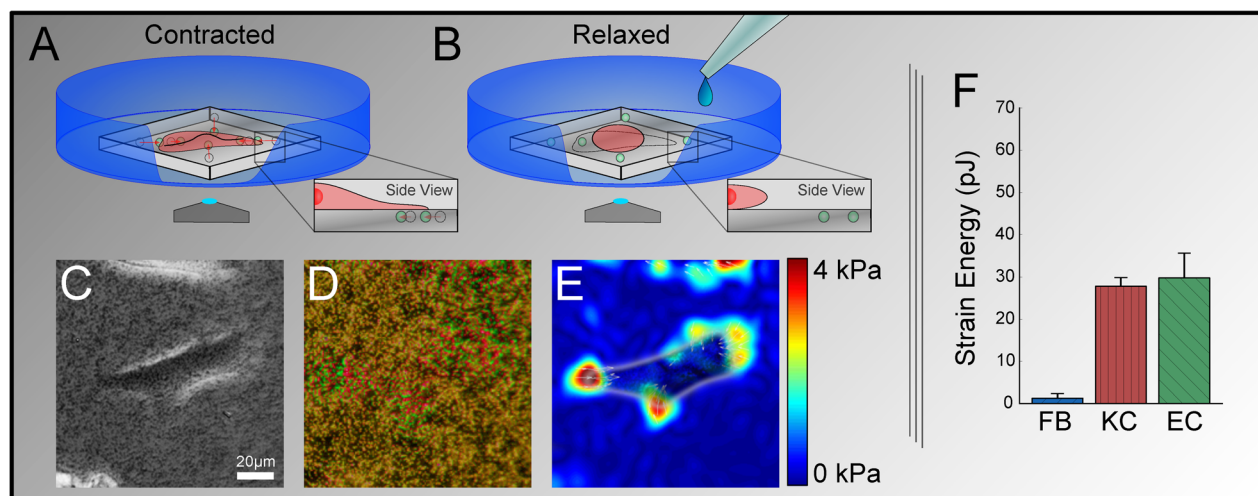 A
Contracted
B
Relaxed
Side View
Side View
C
20µm
D
E
4 kPa
0 kPa
F
Strain Energy (pJ)
70
60
50
40
30
20
10
0
FB
KC
EC